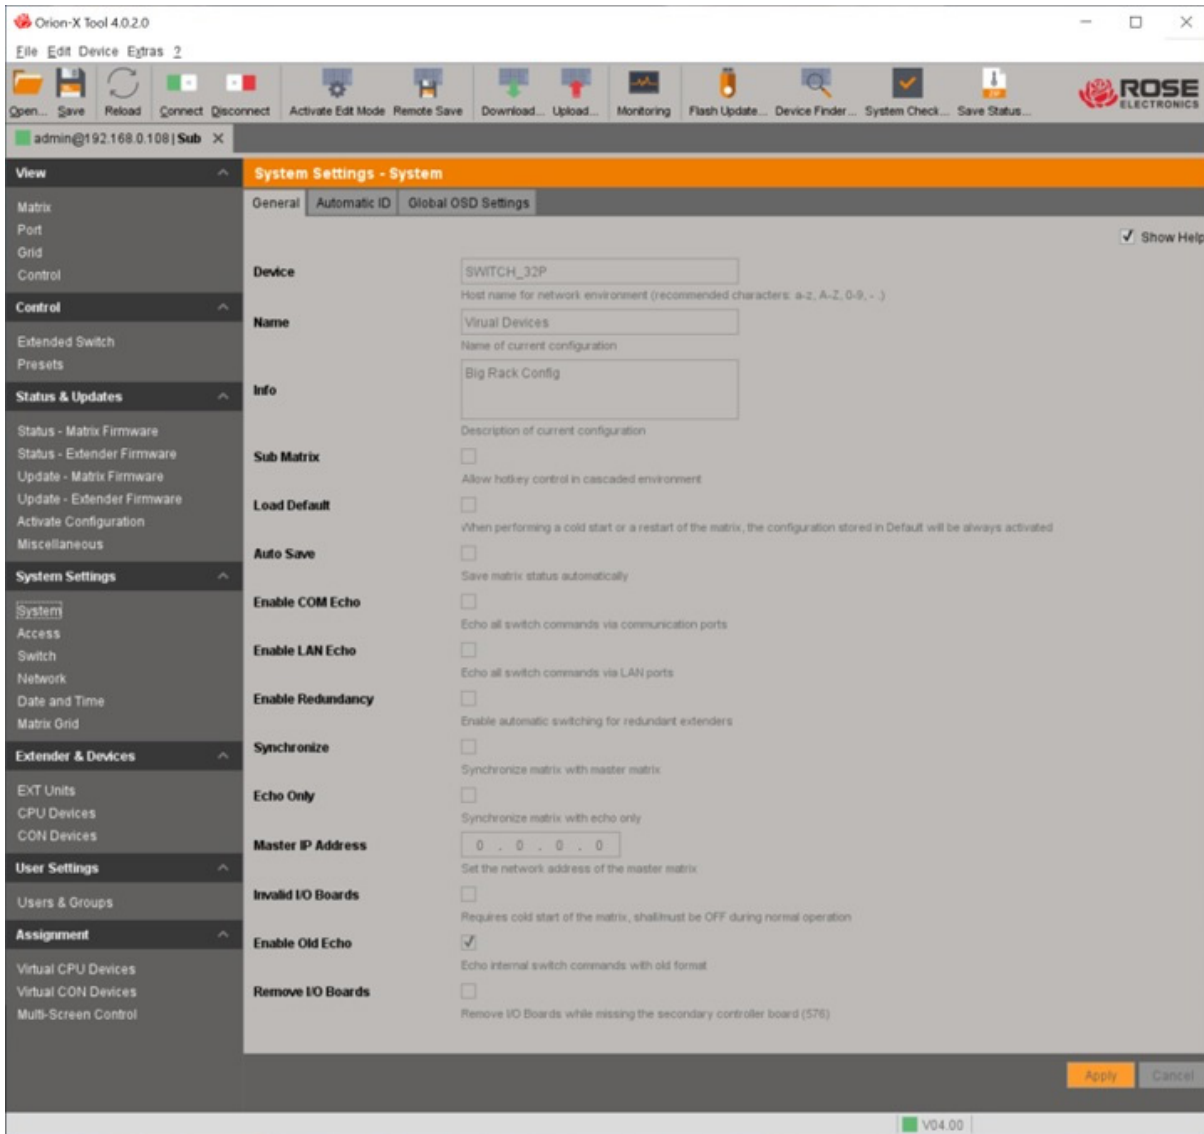 Orion-X Tool 4.0.2.0
File Edit Device Extras ?
Open... Save Reload Connect Disconnect Activate Edit Mode Remote Save Download... Upload... Monitoring Flash Update... Device Finder... System Check... Save Status...
ROSE
ELECTRONICS
admin@192.168.0.108 | Sub X
View
Matrix
Port
Grid
Control
Control
Extended Switch
Presets
Status & Updates
Status - Matrix Firmware
Status - Extender Firmware
Update - Matrix Firmware
Update - Extender Firmware
Activate Configuration
Miscellaneous
System Settings
System
Access
Switch
Network
Date and Time
Matrix Grid
Extender & Devices
EXT Units
CPU Devices
CON Devices
User Settings
Users & Groups
Assignment
Virtual CPU Devices
Virtual CON Devices
Multi-Screen Control
System Settings - System
General Automatic ID Global OSD Settings
Show Help
Device SWITCH_32P
Host name for network environment (recommended characters: a-z, A-Z, 0-9, - .)
Name Virual Devices
Name of current configuration
Info Big Rack Config
Description of current configuration
Sub Matrix
Allow hotkey control in cascaded environment
Load Default
When performing a cold start or a restart of the matrix, the configuration stored in Default will be always activated
Auto Save
Save matrix status automatically
Enable COM Echo
Echo all switch commands via communication ports
Enable LAN Echo
Echo all switch commands via LAN ports
Enable Redundancy
Enable automatic switching for redundant extenders
Synchronize
Synchronize matrix with master matrix
Echo Only
Synchronize matrix with echo only
Master IP Address 0 . 0 . 0 . 0
Set the network address of the master matrix
Invalid I/O Boards
Requires cold start of the matrix, shall/must be OFF during normal operation
Enable Old Echo
Echo internal switch commands with old format
Remove I/O Boards
Remove I/O Boards while missing the secondary controller board (576)
Apply Cancel
V04.00